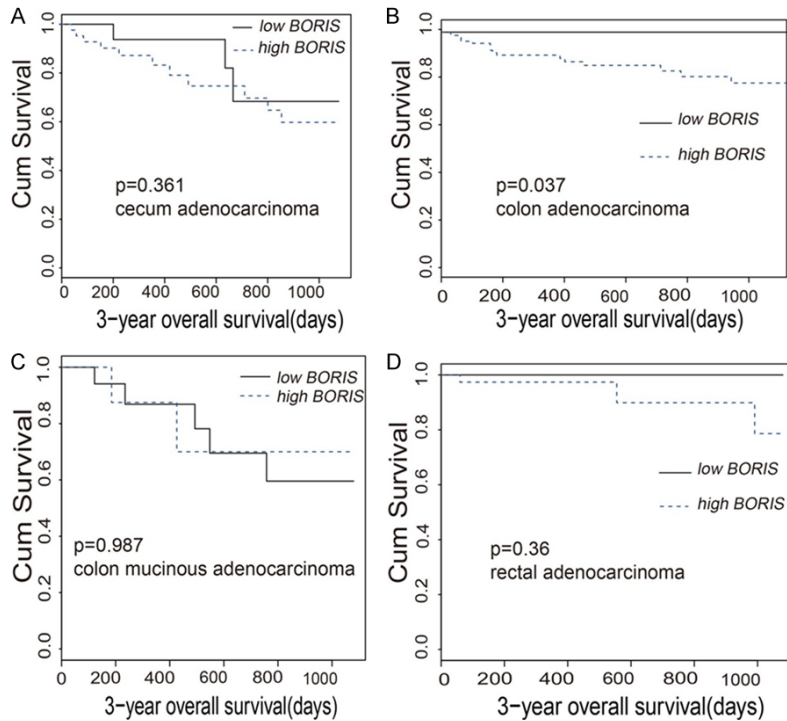 A
Cum Survival
1.0
0.8
0.6
0.4
0.2
0.0
low BORIS
high BORIS
p=0.361
cecum adenocarcinoma
0 200 400 600 800 1000
3-year overall survival(days)
B
Cum Survival
1.0
0.8
0.6
0.4
0.2
0.0
low BORIS
high BORIS
p=0.037
colon adenocarcinoma
0 200 400 600 800 1000
3-year overall survival(days)
C
Cum Survival
1.0
0.8
0.6
0.4
0.2
0.0
low BORIS
high BORIS
p=0.987
colon mucinous adenocarcinoma
0 200 400 600 800 1000
3-year overall survival(days)
D
Cum Survival
1.0
0.8
0.6
0.4
0.2
0.0
low BORIS
high BORIS
p=0.36
rectal adenocarcinoma
0 200 400 600 800 1000
3-year overall survival(days)